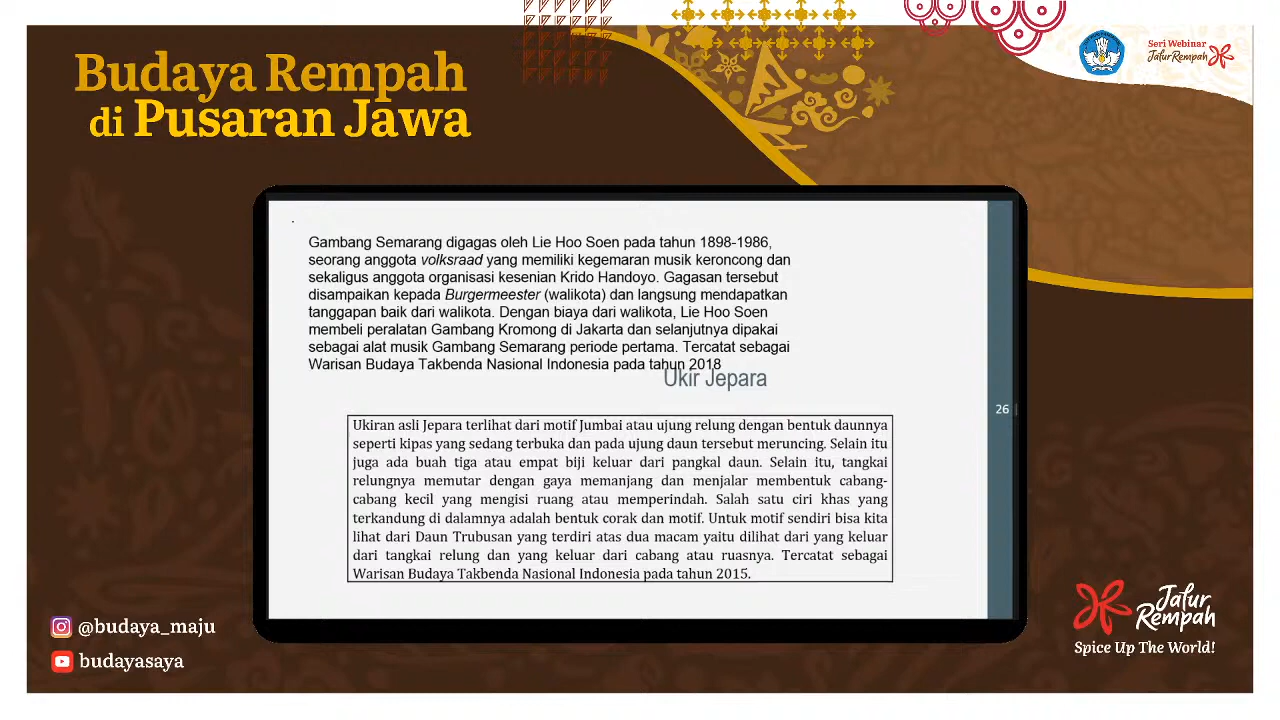 Budaya Rempah
di Pusaran Jawa
Seri Webinar
Jalur Rempah
Gambang Semarang digagas oleh Lie Hoo Soen pada tahun 1898-1986,
seorang anggota volksraad yang memiliki kegemaran musik keroncong dan
sekaligus anggota organisasi kesenian Krido Handoyo. Gagasan tersebut
disampaikan kepada Burgermeester (walikota) dan langsung mendapatkan
tanggapan baik dari walikota. Dengan biaya dari walikota, Lie Hoo Soen
membeli peralatan Gambang Kromong di Jakarta dan selanjutnya dipakai
sebagai alat musik Gambang Semarang periode pertama. Tercatat sebagai
Warisan Budaya Takbenda Nasional Indonesia pada tahun 2018
Ukir Jepara
Ukiran asli Jepara terlihat dari motif Jumbai atau ujung relung dengan bentuk daunnya
seperti kipas yang sedang terbuka dan pada ujung daun tersebut meruncing. Selain itu
juga ada buah tiga atau empat biji keluar dari pangkal daun. Selain itu, tangkai
relungnya memutar dengan gaya memanjang dan menjalar membentuk cabang-
cabang kecil yang mengisi ruang atau memperindah. Salah satu ciri khas yang
terkandung di dalamnya adalah bentuk corak dan motif. Untuk motif sendiri bisa kita
lihat dari Daun Trubusan yang terdiri atas dua macam yaitu dilihat dari yang keluar
dari tangkai relung dan yang keluar dari cabang atau ruasnya. Tercatat sebagai
Warisan Budaya Takbenda Nasional Indonesia pada tahun 2015.
26
@budaya_maju
budayasaya
Jalur
Rempah
Spice Up The World!